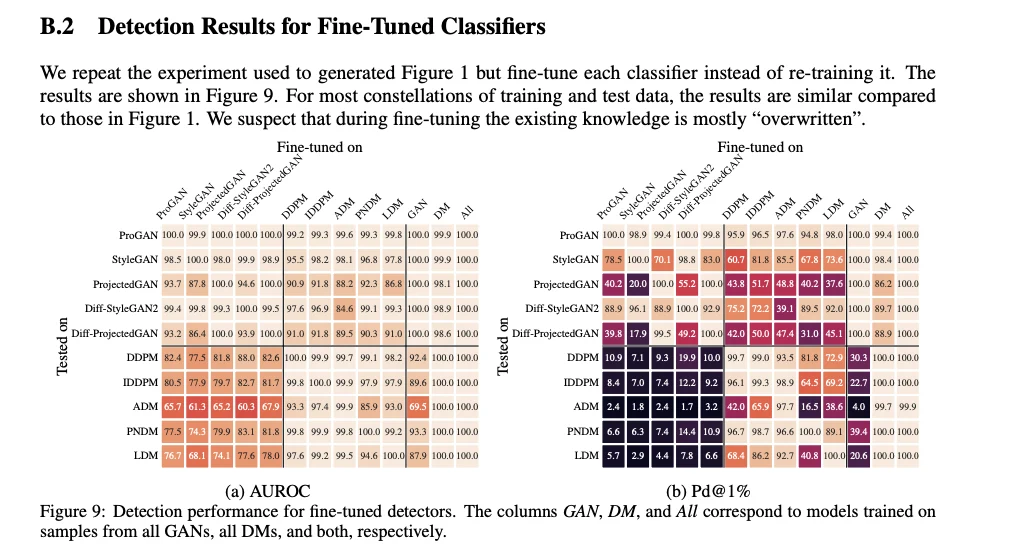 B.2 Detection Results for Fine-Tuned Classifiers
We repeat the experiment used to generated Figure 1 but fine-tune each classifier instead of re-training it. The
results are shown in Figure 9. For most constellations of training and test data, the results are similar compared
to those in Figure 1. We suspect that during fine-tuning the existing knowledge is mostly “overwritten”.
Fine-tuned on
ProGAN StyleGAN ProjectedGAN Diff-StyleGAN2 Diff-ProjectedGAN DDPM IDDPM ADM PNDM LDM GAN DM All
Tested on
ProGAN 100.0 99.9 100.0 100.0 100.0 99.2 99.3 99.6 99.3 99.8 100.0 99.9 100.0
StyleGAN 98.5 100.0 98.0 99.9 98.9 95.5 98.2 98.1 96.8 97.8 100.0 99.9 100.0
ProjectedGAN 93.7 87.8 100.0 94.6 100.0 90.9 91.8 88.2 92.3 86.8 100.0 98.1 100.0
Diff-StyleGAN2 99.4 99.8 99.3 100.0 99.5 97.6 96.9 84.6 99.1 99.3 100.0 98.9 100.0
Diff-ProjectedGAN 93.2 86.4 100.0 93.9 100.0 91.0 91.8 89.5 90.3 91.0 100.0 98.6 100.0
DDPM 82.4 77.5 81.8 88.0 82.6 100.0 99.9 99.7 99.1 98.2 92.4 100.0 100.0
IDDPM 80.5 77.9 79.7 82.7 81.7 99.8 100.0 99.9 97.9 97.9 89.6 100.0 100.0
ADM 65.7 61.3 65.2 60.3 67.9 93.3 97.4 99.9 85.9 93.0 69.5 100.0 100.0
PNDM 77.5 74.3 79.9 83.1 81.8 99.8 99.9 99.8 100.0 99.2 93.3 100.0 100.0
LDM 76.7 68.1 74.1 77.6 78.0 97.6 99.2 99.5 94.6 100.0 87.9 100.0 100.0
(a) AUROC
Fine-tuned on
ProGAN StyleGAN ProjectedGAN Diff-StyleGAN2 Diff-ProjectedGAN DDPM IDDPM ADM PNDM LDM GAN DM All
Tested on
ProGAN 100.0 98.9 99.4 100.0 99.8 95.9 96.5 97.6 94.8 98.0 100.0 99.4 100.0
StyleGAN 78.5 100.0 70.1 98.8 83.0 60.7 81.8 85.5 67.8 73.6 100.0 98.4 100.0
ProjectedGAN 40.2 20.0 100.0 55.2 100.0 43.8 51.7 48.8 40.2 37.6 100.0 86.2 100.0
Diff-StyleGAN2 88.9 96.1 88.9 100.0 92.9 75.2 72.2 39.1 89.5 92.0 100.0 89.7 100.0
Diff-ProjectedGAN 39.8 17.9 99.5 49.2 100.0 42.0 50.0 47.4 31.0 45.1 100.0 88.9 100.0
DDPM 10.9 7.1 9.3 19.9 10.0 99.7 99.0 93.5 81.8 72.9 30.3 100.0 100.0
IDDPM 8.4 7.0 7.4 12.2 9.2 96.1 99.3 98.9 64.5 69.2 22.7 100.0 100.0
ADM 2.4 1.8 2.4 1.7 3.2 42.0 65.9 97.7 16.5 38.6 4.0 99.7 99.9
PNDM 6.6 6.3 7.4 14.4 10.9 96.7 98.7 96.6 100.0 89.1 39.4 100.0 100.0
LDM 5.7 2.9 4.4 7.8 6.6 68.4 86.2 92.7 40.8 100.0 20.6 100.0 100.0
(b) Pd@1%
Figure 9: Detection performance for fine-tuned detectors. The columns GAN, DM, and All correspond to models trained on
samples from all GANs, all DMs, and both, respectively.